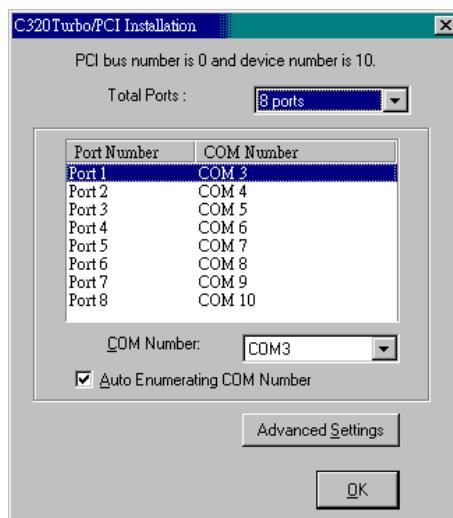 C320Turbo/PCI Installation
PCI bus number is 0 and device number is 10.
Total Ports : 8 ports
Port Number COM Number
Port 1 COM 3
Port 2 COM 4
Port 3 COM 5
Port 4 COM 6
Port 5 COM 7
Port 6 COM 8
Port 7 COM 9
Port 8 COM 10
COM Number: COM3
Auto Enumerating COM Number
Advanced Settings
OK